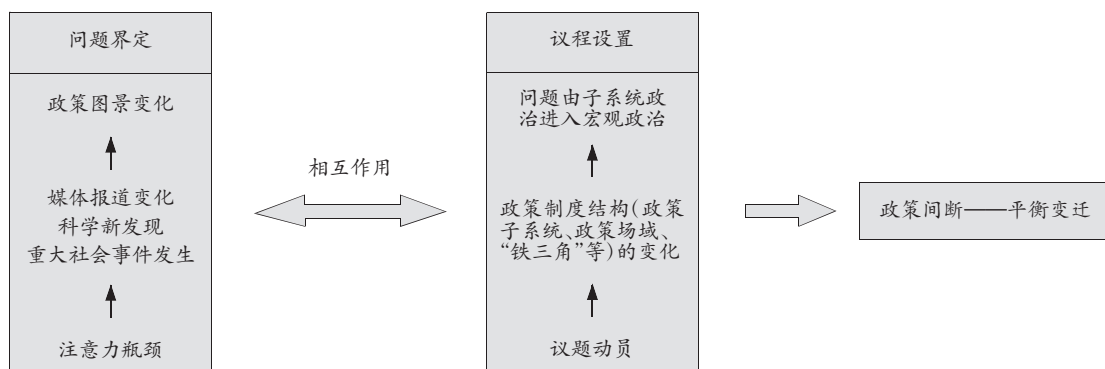 问题界定
政策图景变化
媒体报道变化
科学新发现
重大社会事件发生
注意力瓶颈
相互作用
议程设置
问题由子系统政
治进入宏观政治
政策制度结构(政策
子系统、政策场域、
“铁三角”等)的变化
议题动员
政策间断——平衡变迁